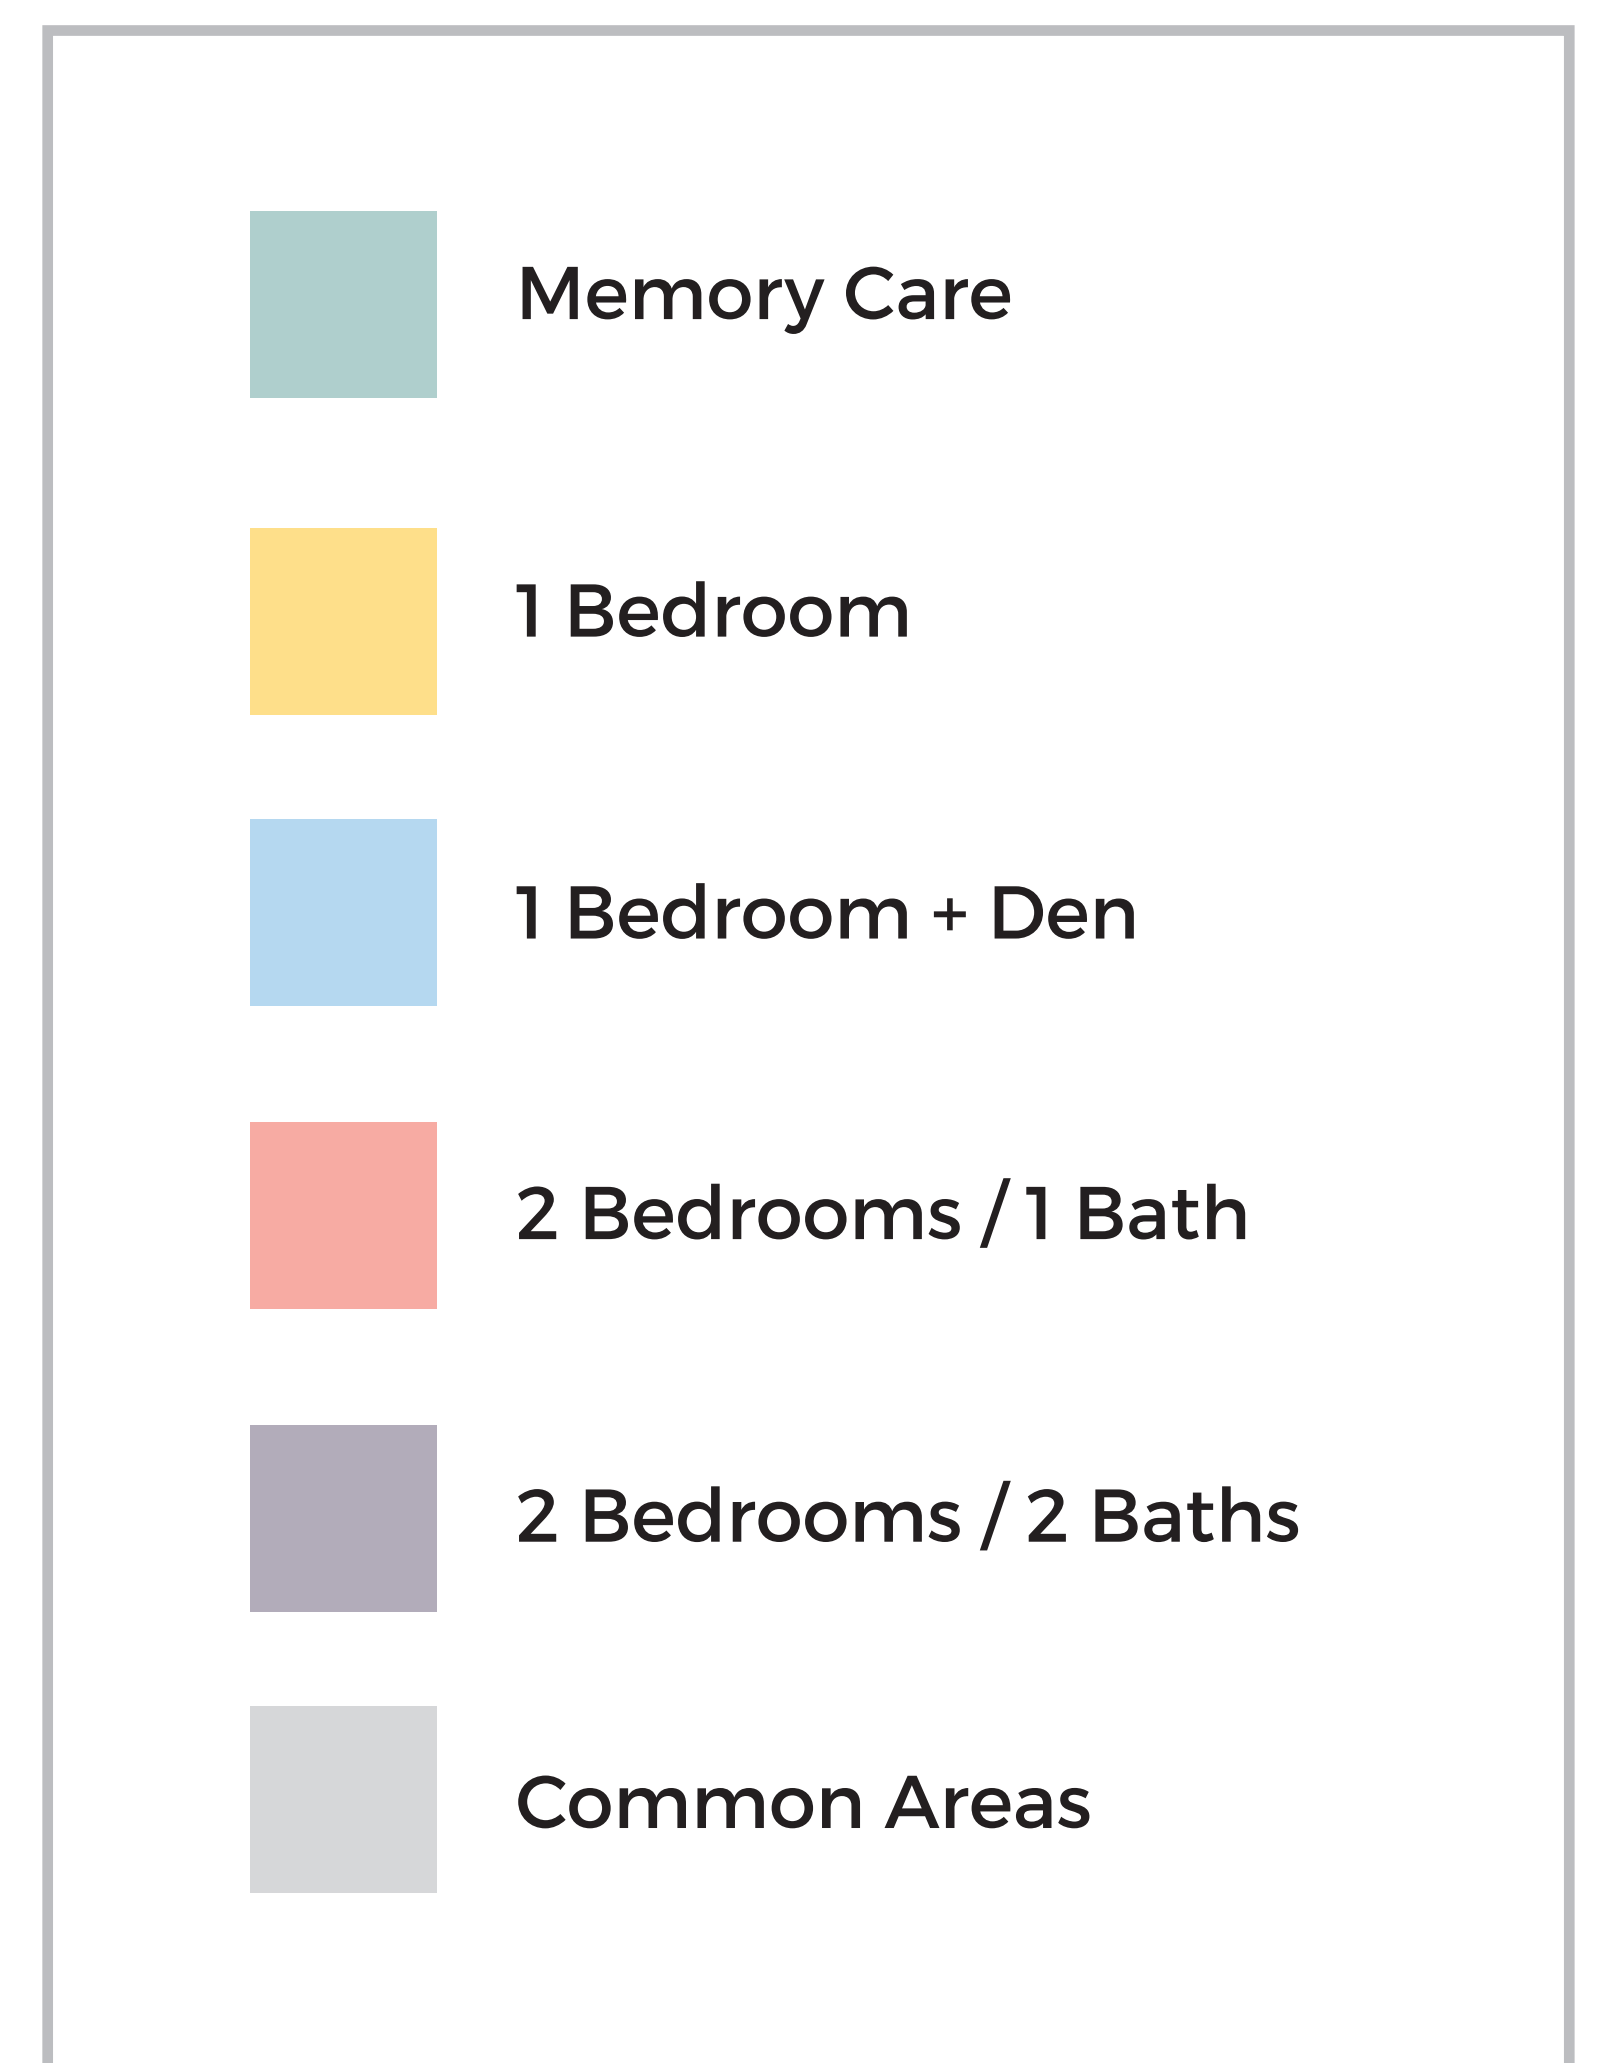 Memory Care
1 Bedroom
1 Bedroom + Den
2 Bedrooms / 1 Bath
2 Bedrooms / 2 Baths
Common Areas